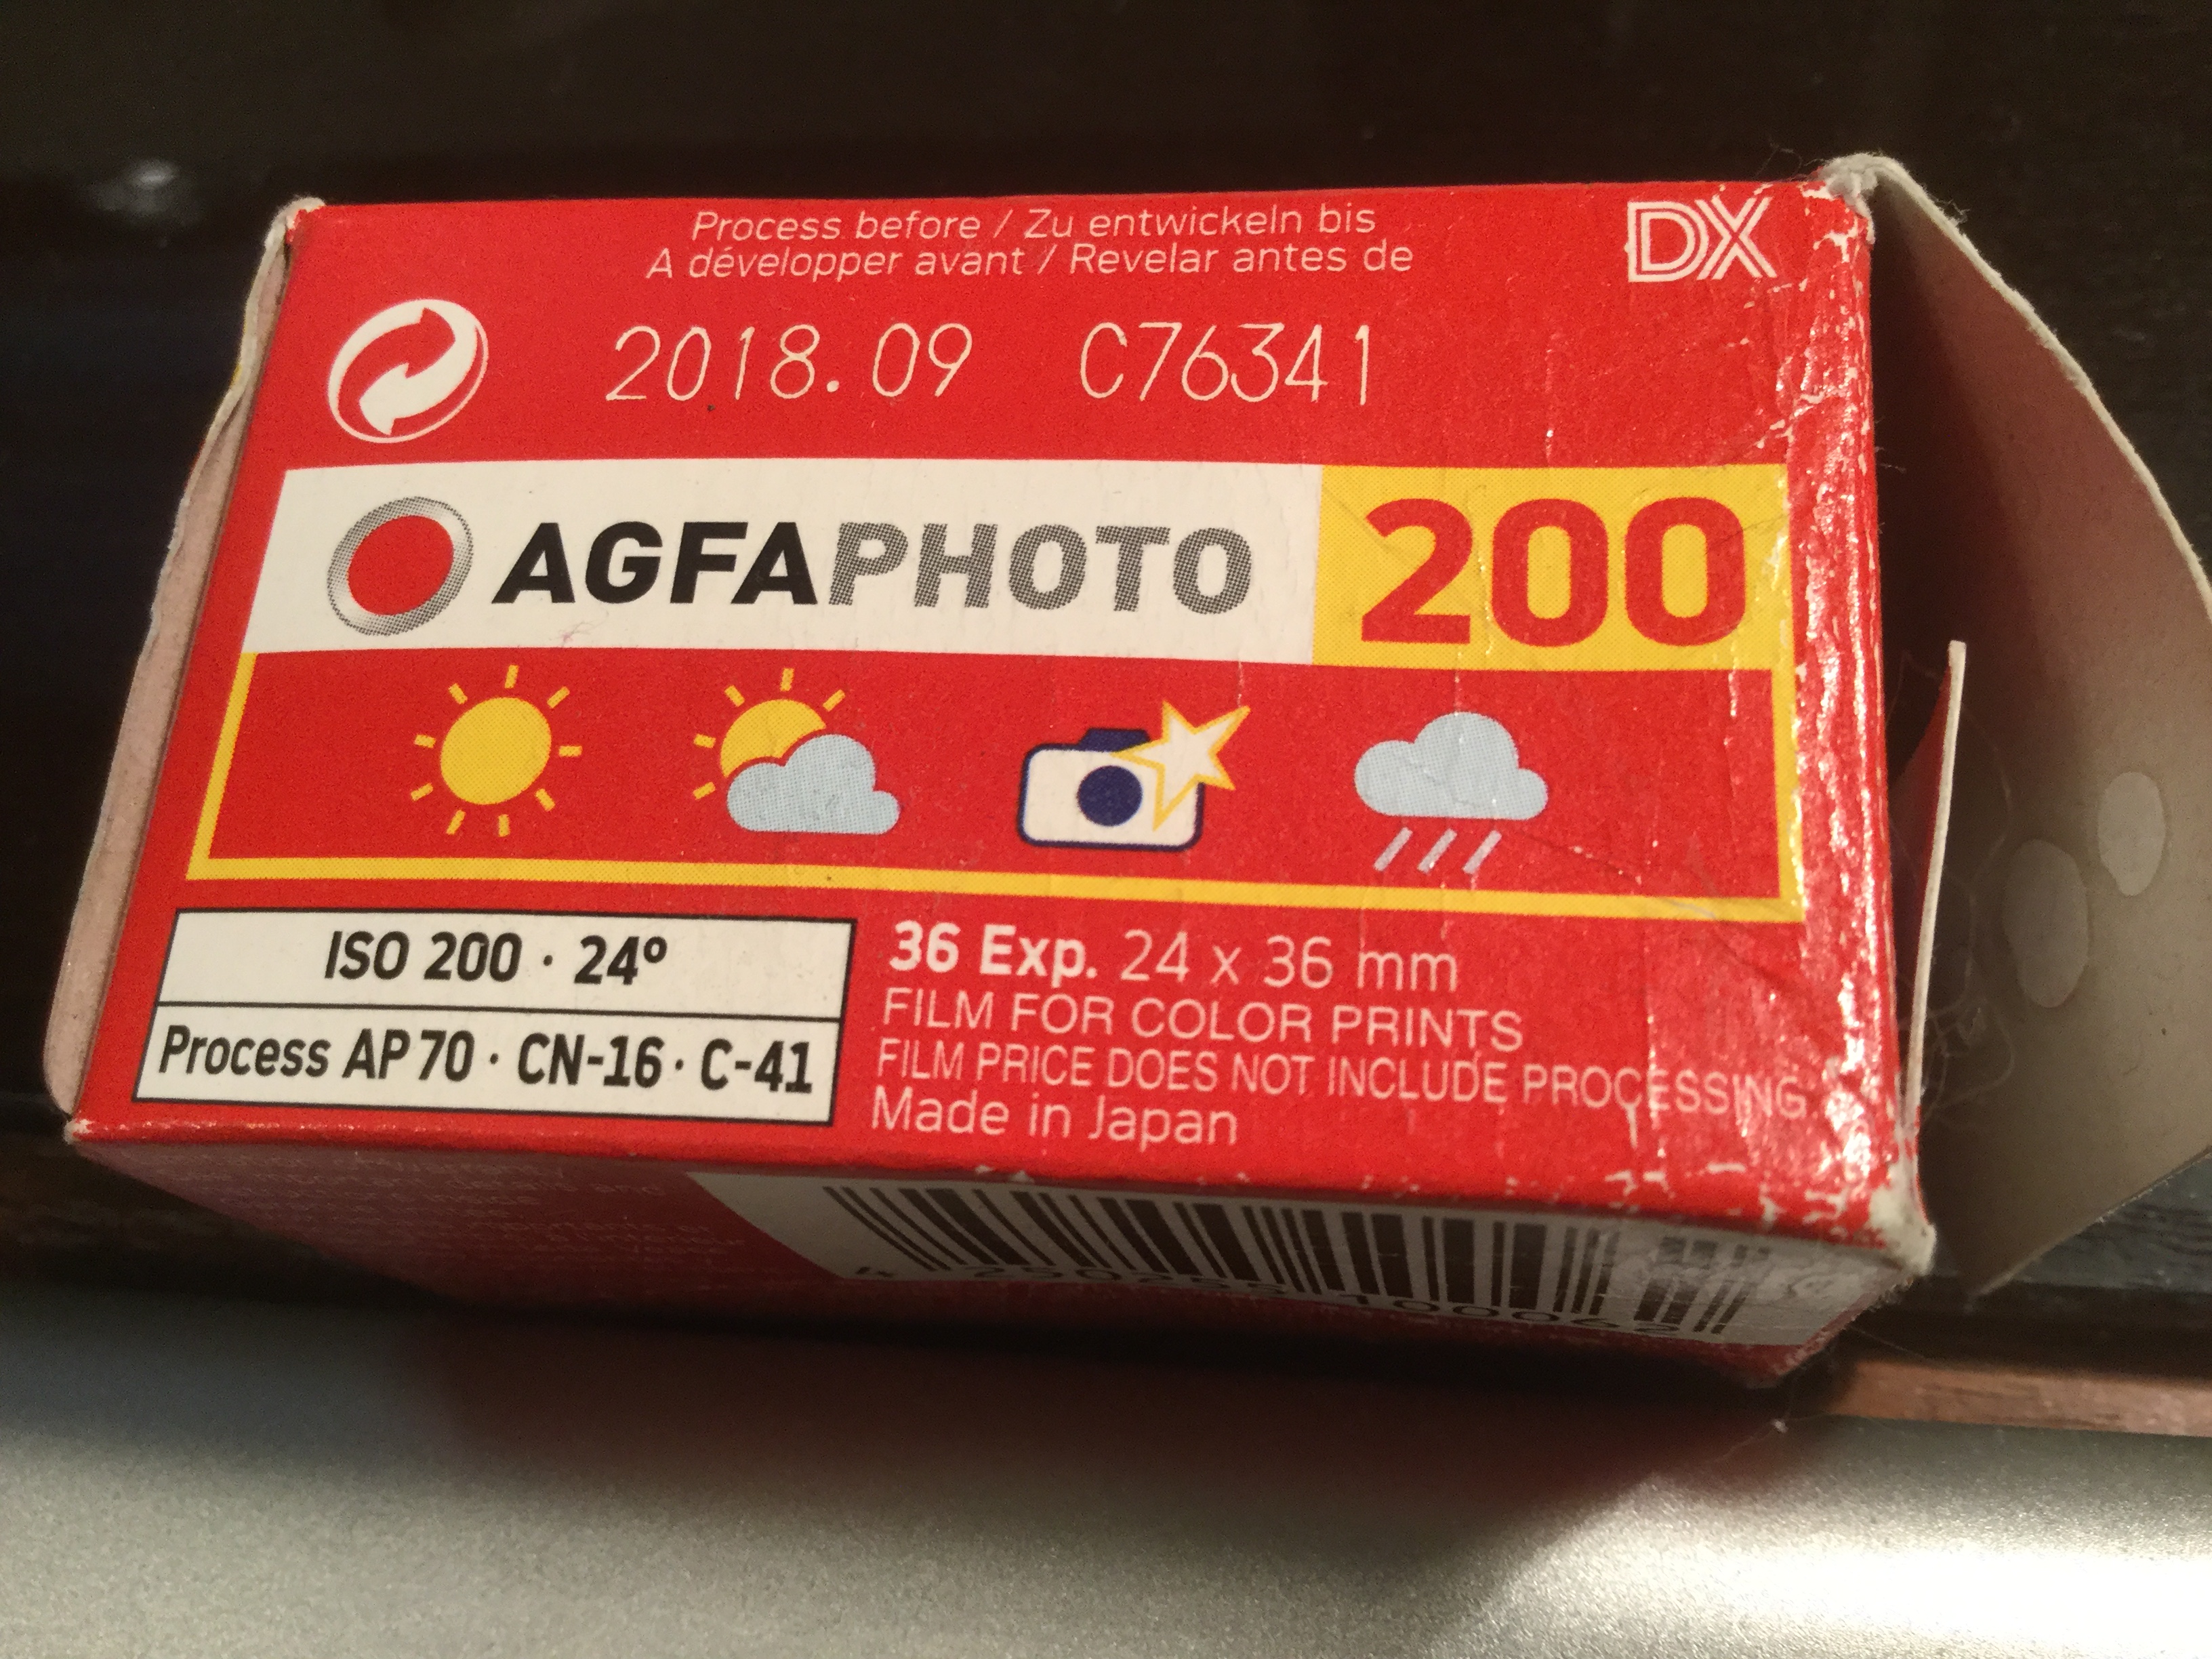 Process before / Zu entwickeln bis
A développer avant / Revelar antes de
DX
2018.09 C76341
AGFAPHOTO 200
ISO 200 · 24°
Process AP 70 · CN-16 · C-41
36 Exp. 24 x 36 mm
FILM FOR COLOR PRINTS
FILM PRICE DOES NOT INCLUDE PROCESSING
Made in Japan